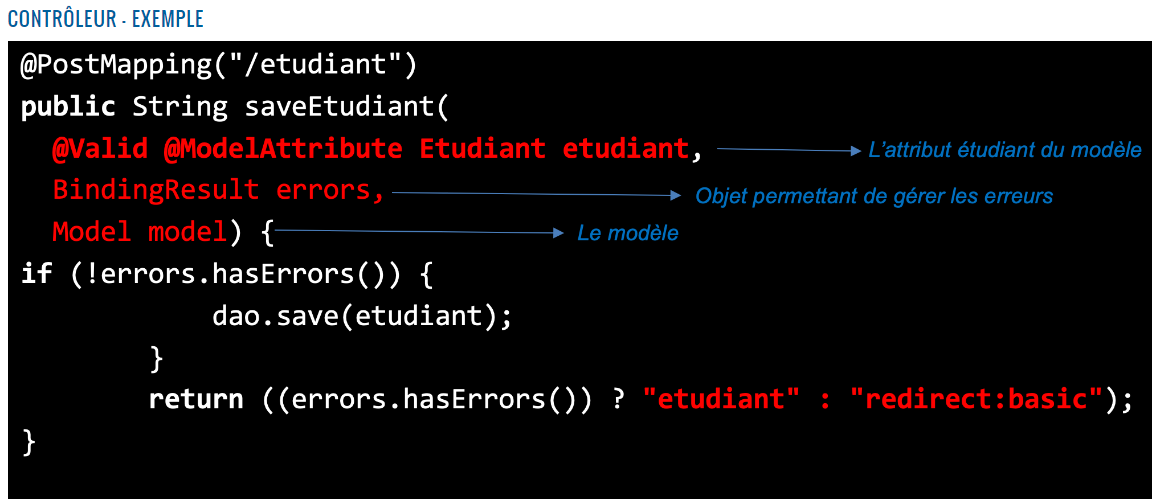 CONTRÔLEUR - EXEMPLE
@PostMapping("/etudiant")
public String saveEtudiant(
@Valid @ModelAttribute Etudiant etudiant, L'attribut étudiant du modèle
BindingResult errors, Objet permettant de gérer les erreurs
Model model) { Le modèle
if (!errors.hasErrors()) {
dao.save(etudiant);
}
return ((errors.hasErrors()) ? "etudiant" : "redirect:basic");
}